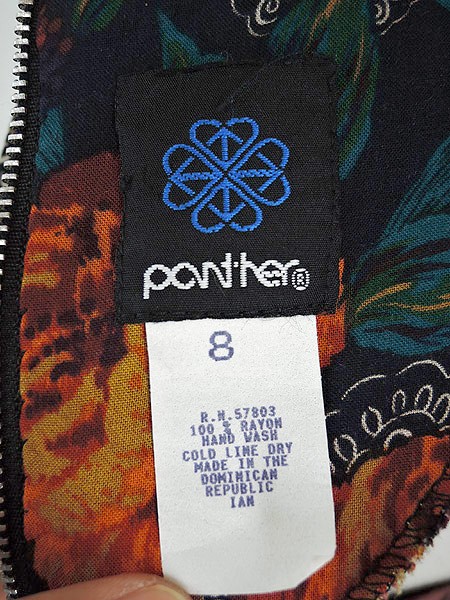 panther®
8
R.N.57803
100 % RAYON
HAND WASH
COLD LINE DRY
MADE IN THE
DOMINICAN
REPUBLIC
IAN